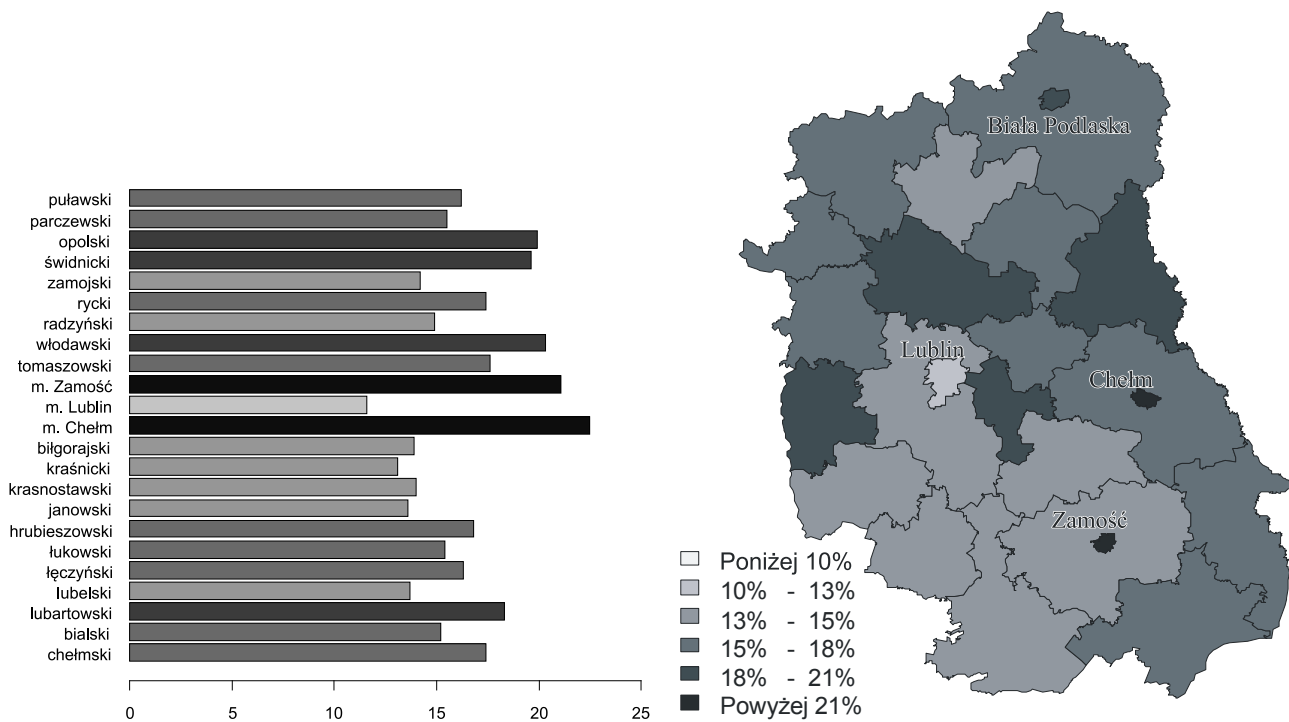 puławski
parczewski
opolski
świdnicki
zamojski
rycki
radzyński
włodawski
tomaszowski
m. Zamość
m. Lublin
m. Chełm
biłgorajski
kraśnicki
krasnostawski
janowski
hrubieszowski
łukowski
łęczyński
lubelski
lubartowski
bialski
chełmski
0 5 10 15 20 25
Biała Podlaska
Lublin
Chełm
Zamość
Poniżej 10%
10% - 13%
13% - 15%
15% - 18%
18% - 21%
Powyżej 21%